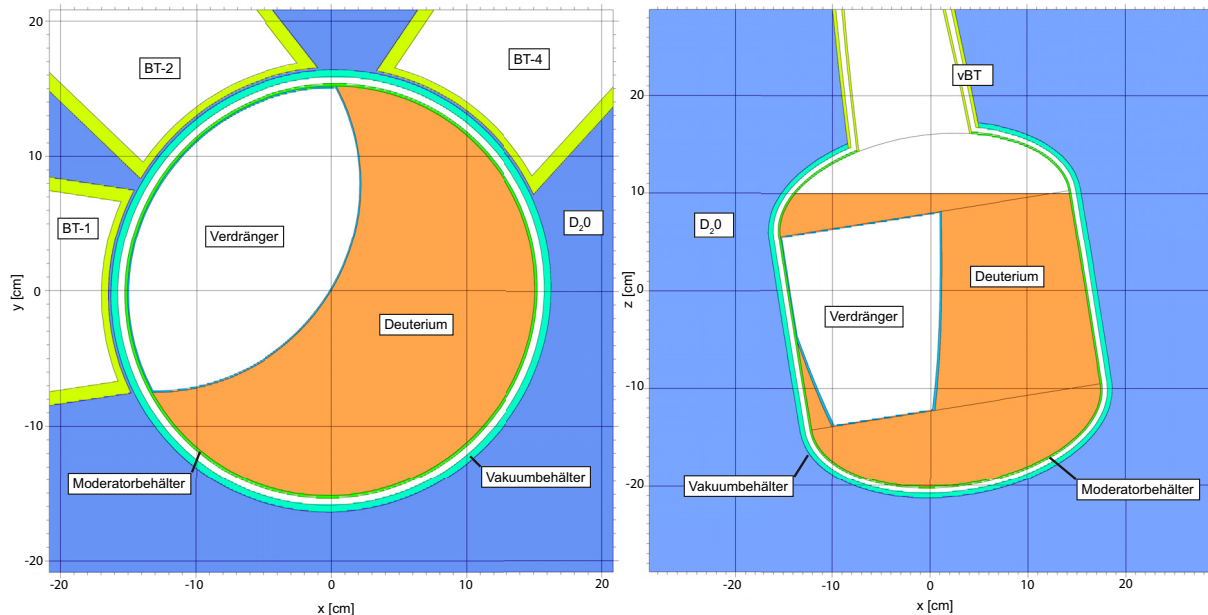 20
10
0
-10
-20
y [cm]
-20
-10
0
10
20
x [cm]
BT-2
BT-4
BT-1
Verdränger
D₂0
Deuterium
Moderatorbehälter
Vakuumbehälter
20
10
0
-10
-20
z [cm]
-20
-10
0
10
20
x [cm]
vBT
D₂0
Deuterium
Verdränger
Vakuumbehälter
Moderatorbehälter